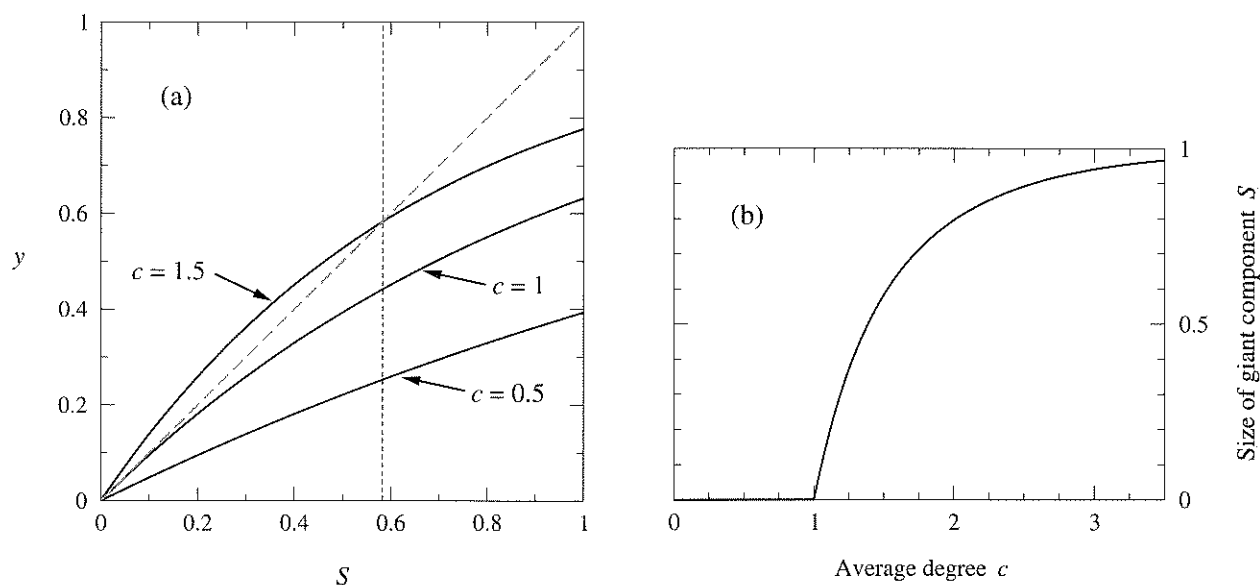 (a)
1
0.8
0.6
0.4
0.2
0
y
c = 1.5
c = 1
c = 0.5
0
0.2
0.4
0.6
0.8
1
S
(b)
1
0.5
0
Size of giant component S
0
1
2
3
Average degree c